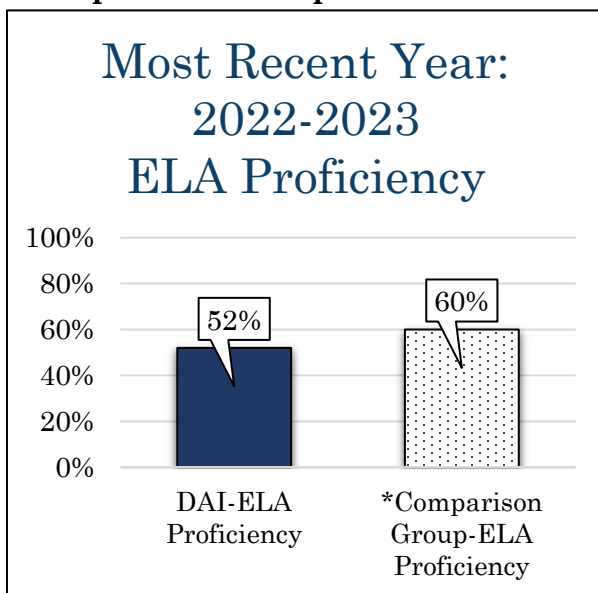 Most Recent Year:
2022-2023
ELA Proficiency
100%
80%
60%
40%
20%
0%
52%
60%
DAI-ELA
Proficiency
*Comparison
Group-ELA
Proficiency